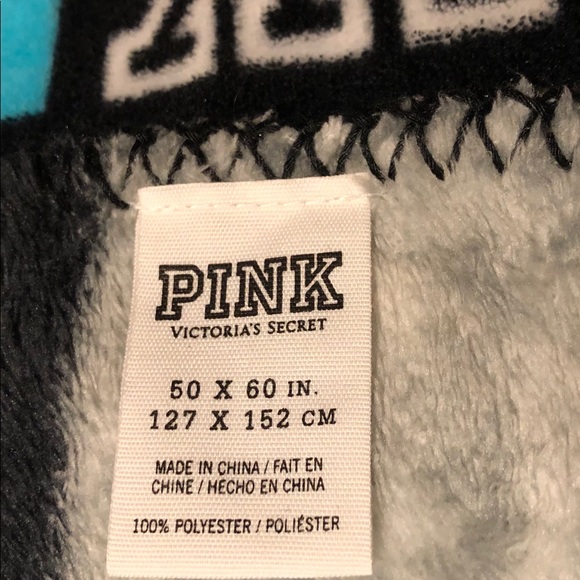 PINK
VICTORIA'S SECRET
50 X 60 IN.
127 X 152 CM
MADE IN CHINA / FAIT EN
CHINE / HECHO EN CHINA
100% POLYESTER / POLIÉSTER